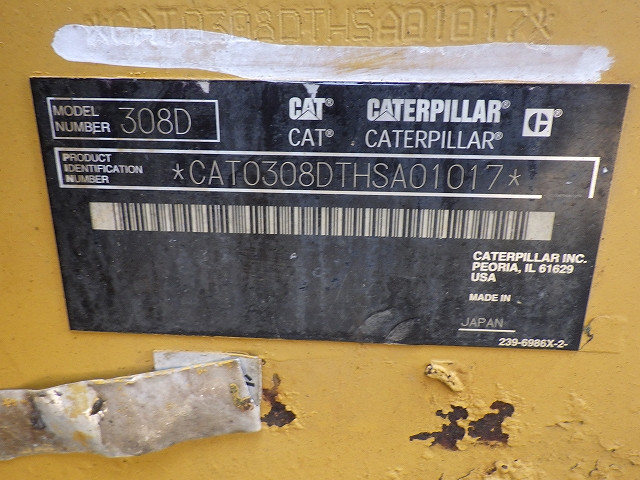 *CAT0308DTHSA01017*
MODEL NUMBER 308D
CAT® CATERPILLAR®
CAT® CATERPILLAR® C
PRODUCT IDENTIFICATION NUMBER *CAT0308DTHSA01017*
CATERPILLAR INC.
PEORIA, IL 61629
USA
MADE IN
JAPAN
239-6986X-2-